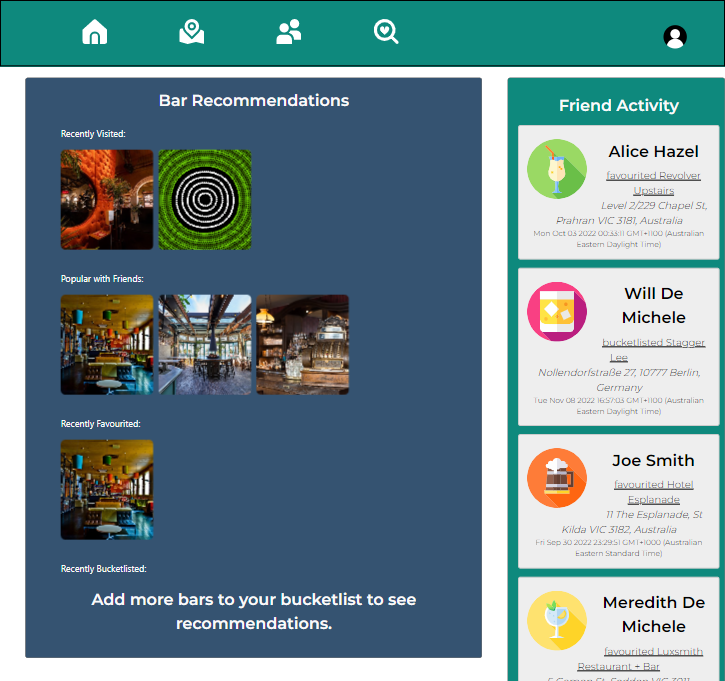 Bar Recommendations
Recently Visited:
Popular with Friends:
Recently Favourited:
Recently Bucketlisted:
Add more bars to your bucketlist to see
recommendations.
Friend Activity
Alice Hazel
favourited Revolver
Upstairs
Level 2/229 Chapel St,
Prahran VIC 3181, Australia
Mon Oct 03 2022 00:33:11 GMT+1100 (Australian
Eastern Daylight Time)
Will De
Michele
bucketlisted Stagger
Lee
Nollendorfstraße 27, 10777 Berlin,
Germany
Tue Nov 08 2022 16:57:03 GMT+1100 (Australian
Eastern Daylight Time)
Joe Smith
favourited Hotel
Esplanade
11 The Esplanade, St
Kilda VIC 3182, Australia
Fri Sep 30 2022 23:29:51 GMT+1000 (Australian
Eastern Standard Time)
Meredith De
Michele
favourited Luxsmith
Restaurant + Bar